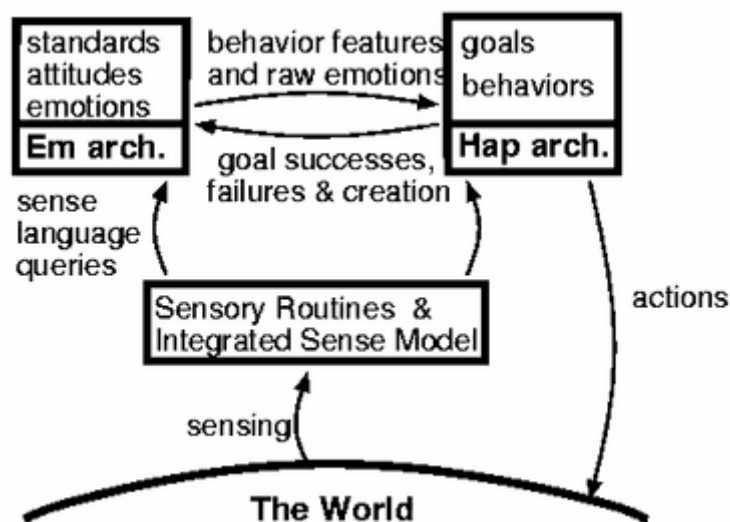 standards
attitudes
emotions
Em arch.
behavior features
and raw emotions
goals
behaviors
Hap arch.
goal successes,
failures & creation
sense
language
queries
Sensory Routines &
Integrated Sense Model
actions
sensing
The World